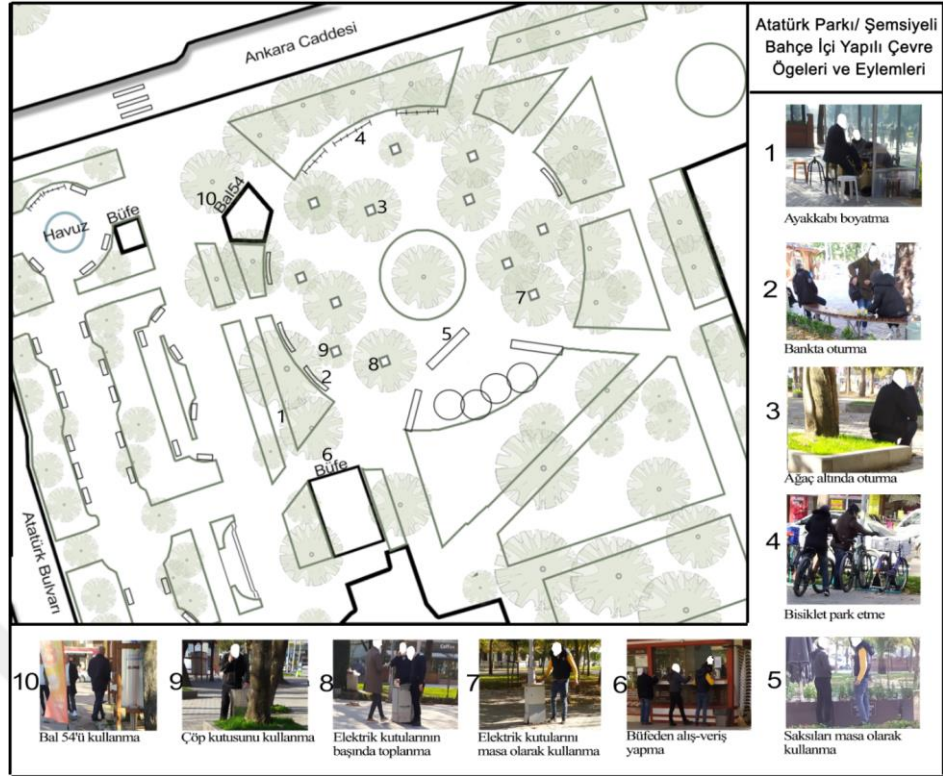 Atatürk Parkı/ Şemsiyeli
Bahçe İçi Yapılı Çevre
Ögeleri ve Eylemleri
Ankara Caddesi
4
10
Bal54
3
Büfe
Havuz
7
5
9
8
2
1
6
Büfe
Atatürk Bulvarı
1
Ayakkabı boyatma
2
Bankta oturma
3
Ağaç altında oturma
4
Bisiklet park etme
10
Bal 54'ü kullanma
9
Çöp kutusunu kullanma
8
Elektrik kutularının
başında toplanma
7
Elektrik kutularını
masa olarak kullanma
6
Büfeden alış-veriş
yapma
5
Saksıları masa olarak
kullanma